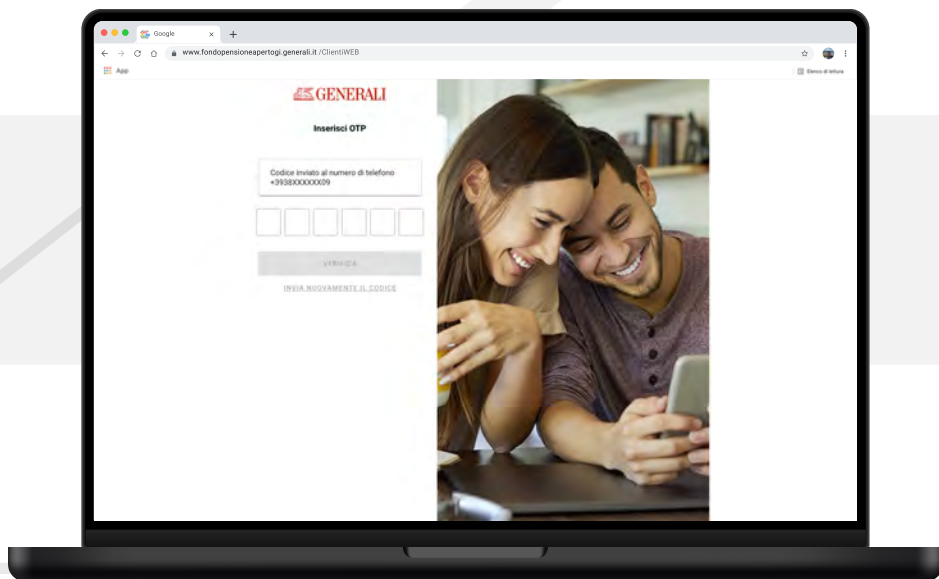 Google
www.fondopensioneapertogi.generali.it /ClientiWEB
App
Elenco di lettura
GENERALI
Inserisci OTP
Codice inviato al numero di telefono
+3938XXXXXX09
VERIFICA
INVIA NUOVAMENTE IL CODICE